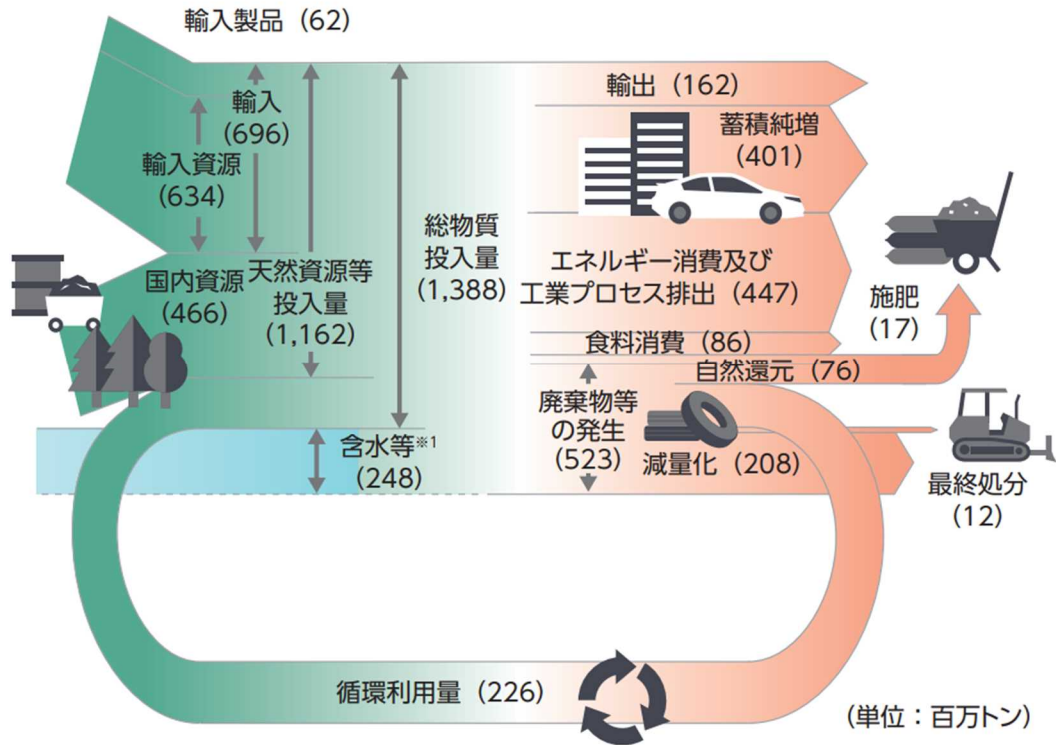 輸入製品（62）
輸入
（696）
輸入資源
（634）
国内資源
（466）
天然資源等
投入量
（1,162）
総物質
投入量
（1,388）
含水等※1
（248）
輸出（162）
蓄積純増
（401）
エネルギー消費及び
工業プロセス排出（447）
食料消費（86）
自然還元（76）
施肥
（17）
廃棄物等
の発生
（523）
減量化（208）
最終処分
（12）
循環利用量（226）
（単位：百万トン）